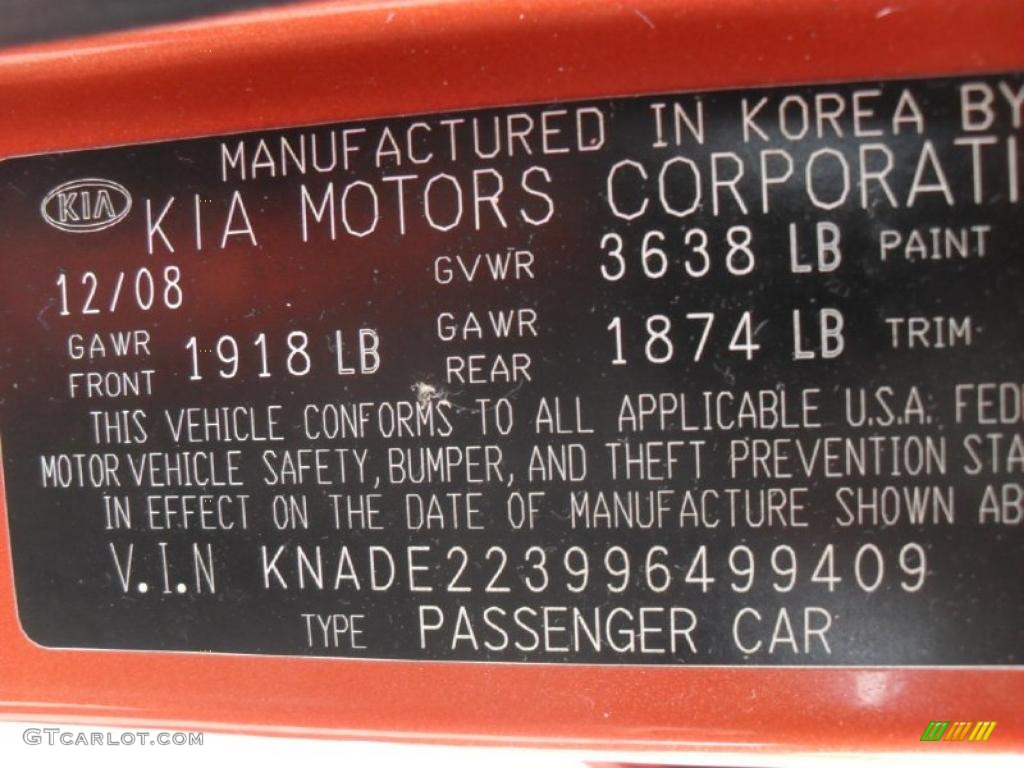 MANUFACTURED IN KOREA BY
KIA KIA MOTORS CORPORATI
12/08 GVWR 3638 LB PAINT
GAWR FRONT 1918 LB GAWR REAR 1874 LB TRIM
THIS VEHICLE CONFORMS TO ALL APPLICABLE U.S.A. FED
MOTOR VEHICLE SAFETY, BUMPER, AND THEFT PREVENTION STA
IN EFFECT ON THE DATE OF MANUFACTURE SHOWN AB
V.I.N KNADE223996499409
TYPE PASSENGER CAR
GTCarLot.com